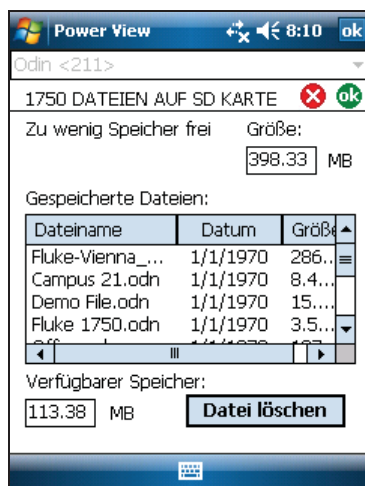 Power View 8:10 ok
Odin <211>
1750 DATEIEN AUF SD KARTE ok
Zu wenig Speicher frei Größe:
398.33 MB
Gespeicherte Dateien:
Dateiname Datum Größe
Fluke-Vienna_... 1/1/1970 286...
Campus 21.odn 1/1/1970 8.4...
Demo File.odn 1/1/1970 15....
Fluke 1750.odn 1/1/1970 3.5...
Verfügbarer Speicher:
113.38 MB Datei löschen